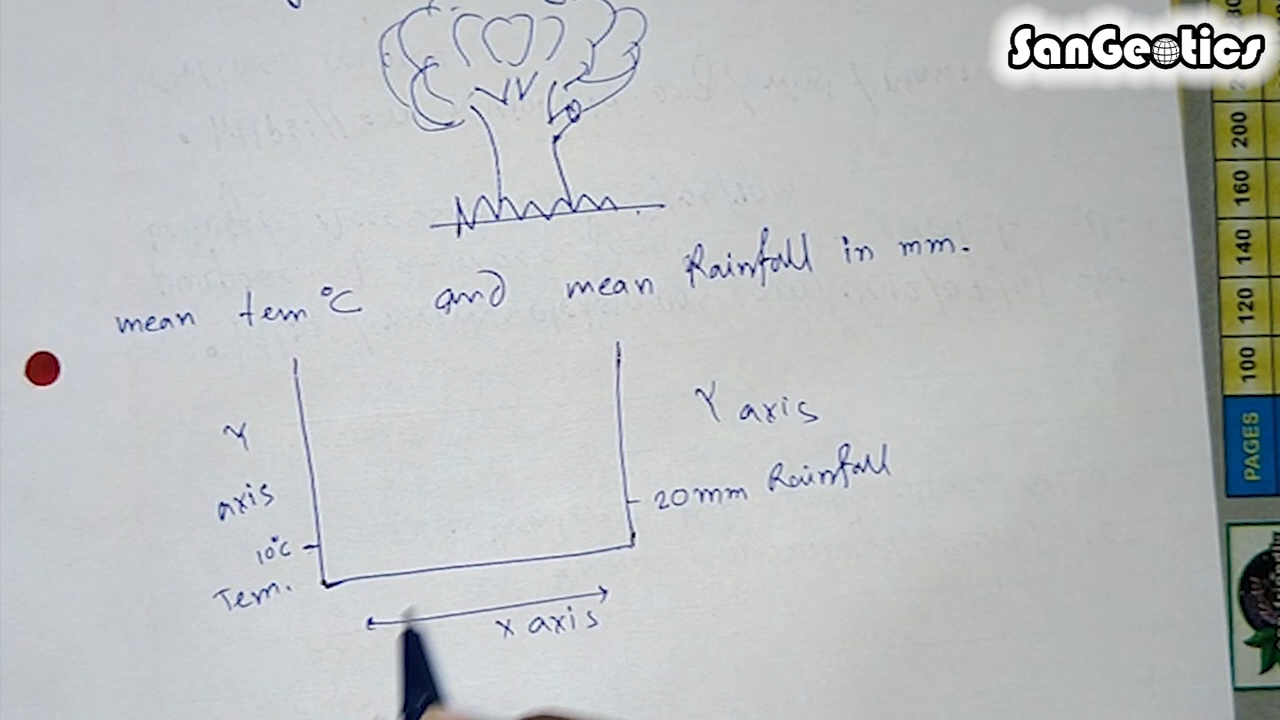 SanGeotics
mean tem°C and mean Rainfall in mm.
Y axis
Y axis
20mm Rainfall
10°C
Tem.
X axis
200
160
140
120
100
PAGES